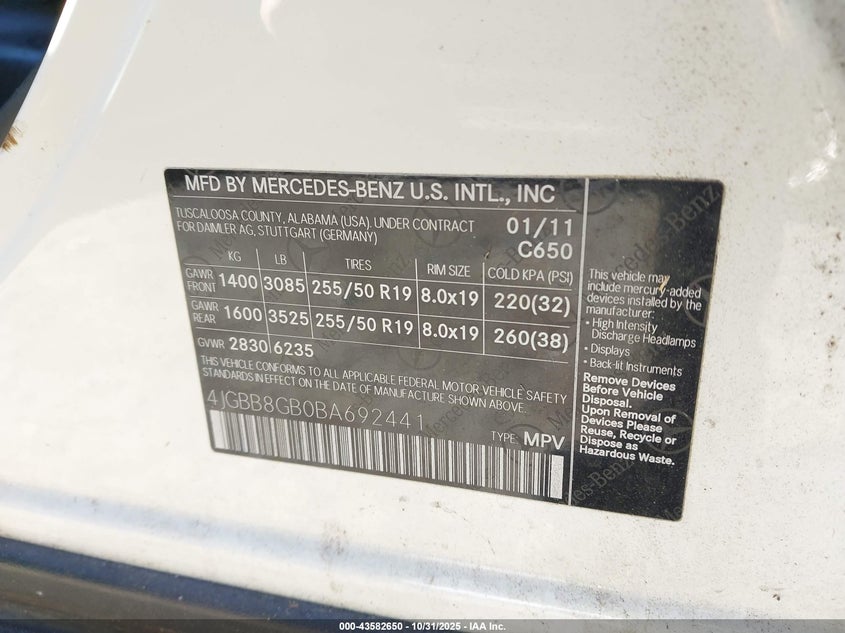 MFD BY MERCEDES-BENZ U.S. INTL., INC
TUSCALOOSA COUNTY, ALABAMA (USA). UNDER CONTRACT
FOR DAIMLER AG, STUTTGART (GERMANY)
01/11
C650
KG LB TIRES RIM SIZE COLD KPA (PSI)
GAWR FRONT 1400 3085 255/50 R19 8.0x19 220(32)
GAWR REAR 1600 3525 255/50 R19 8.0x19 260(38)
GVWR 2830 6235
THIS VEHICLE CONFORMS TO ALL APPLICABLE FEDERAL MOTOR VEHICLE SAFETY
STANDARDS IN EFFECT ON THE DATE OF MANUFACTURE SHOWN ABOVE.
4JGBB8GB0BA692441
TYPE: MPV
This vehicle may
include mercury-added
devices installed by the
manufacturer:
• High Intensity
Discharge Headlamps
• Displays
• Back-lit Instruments
Remove Devices
Before Vehicle
Disposal.
Upon Removal of
Devices Please
Reuse, Recycle or
Dispose as
Hazardous Waste.
Mercedes-Benz
000-43582650 - 10/31/2025 - IAA Inc.